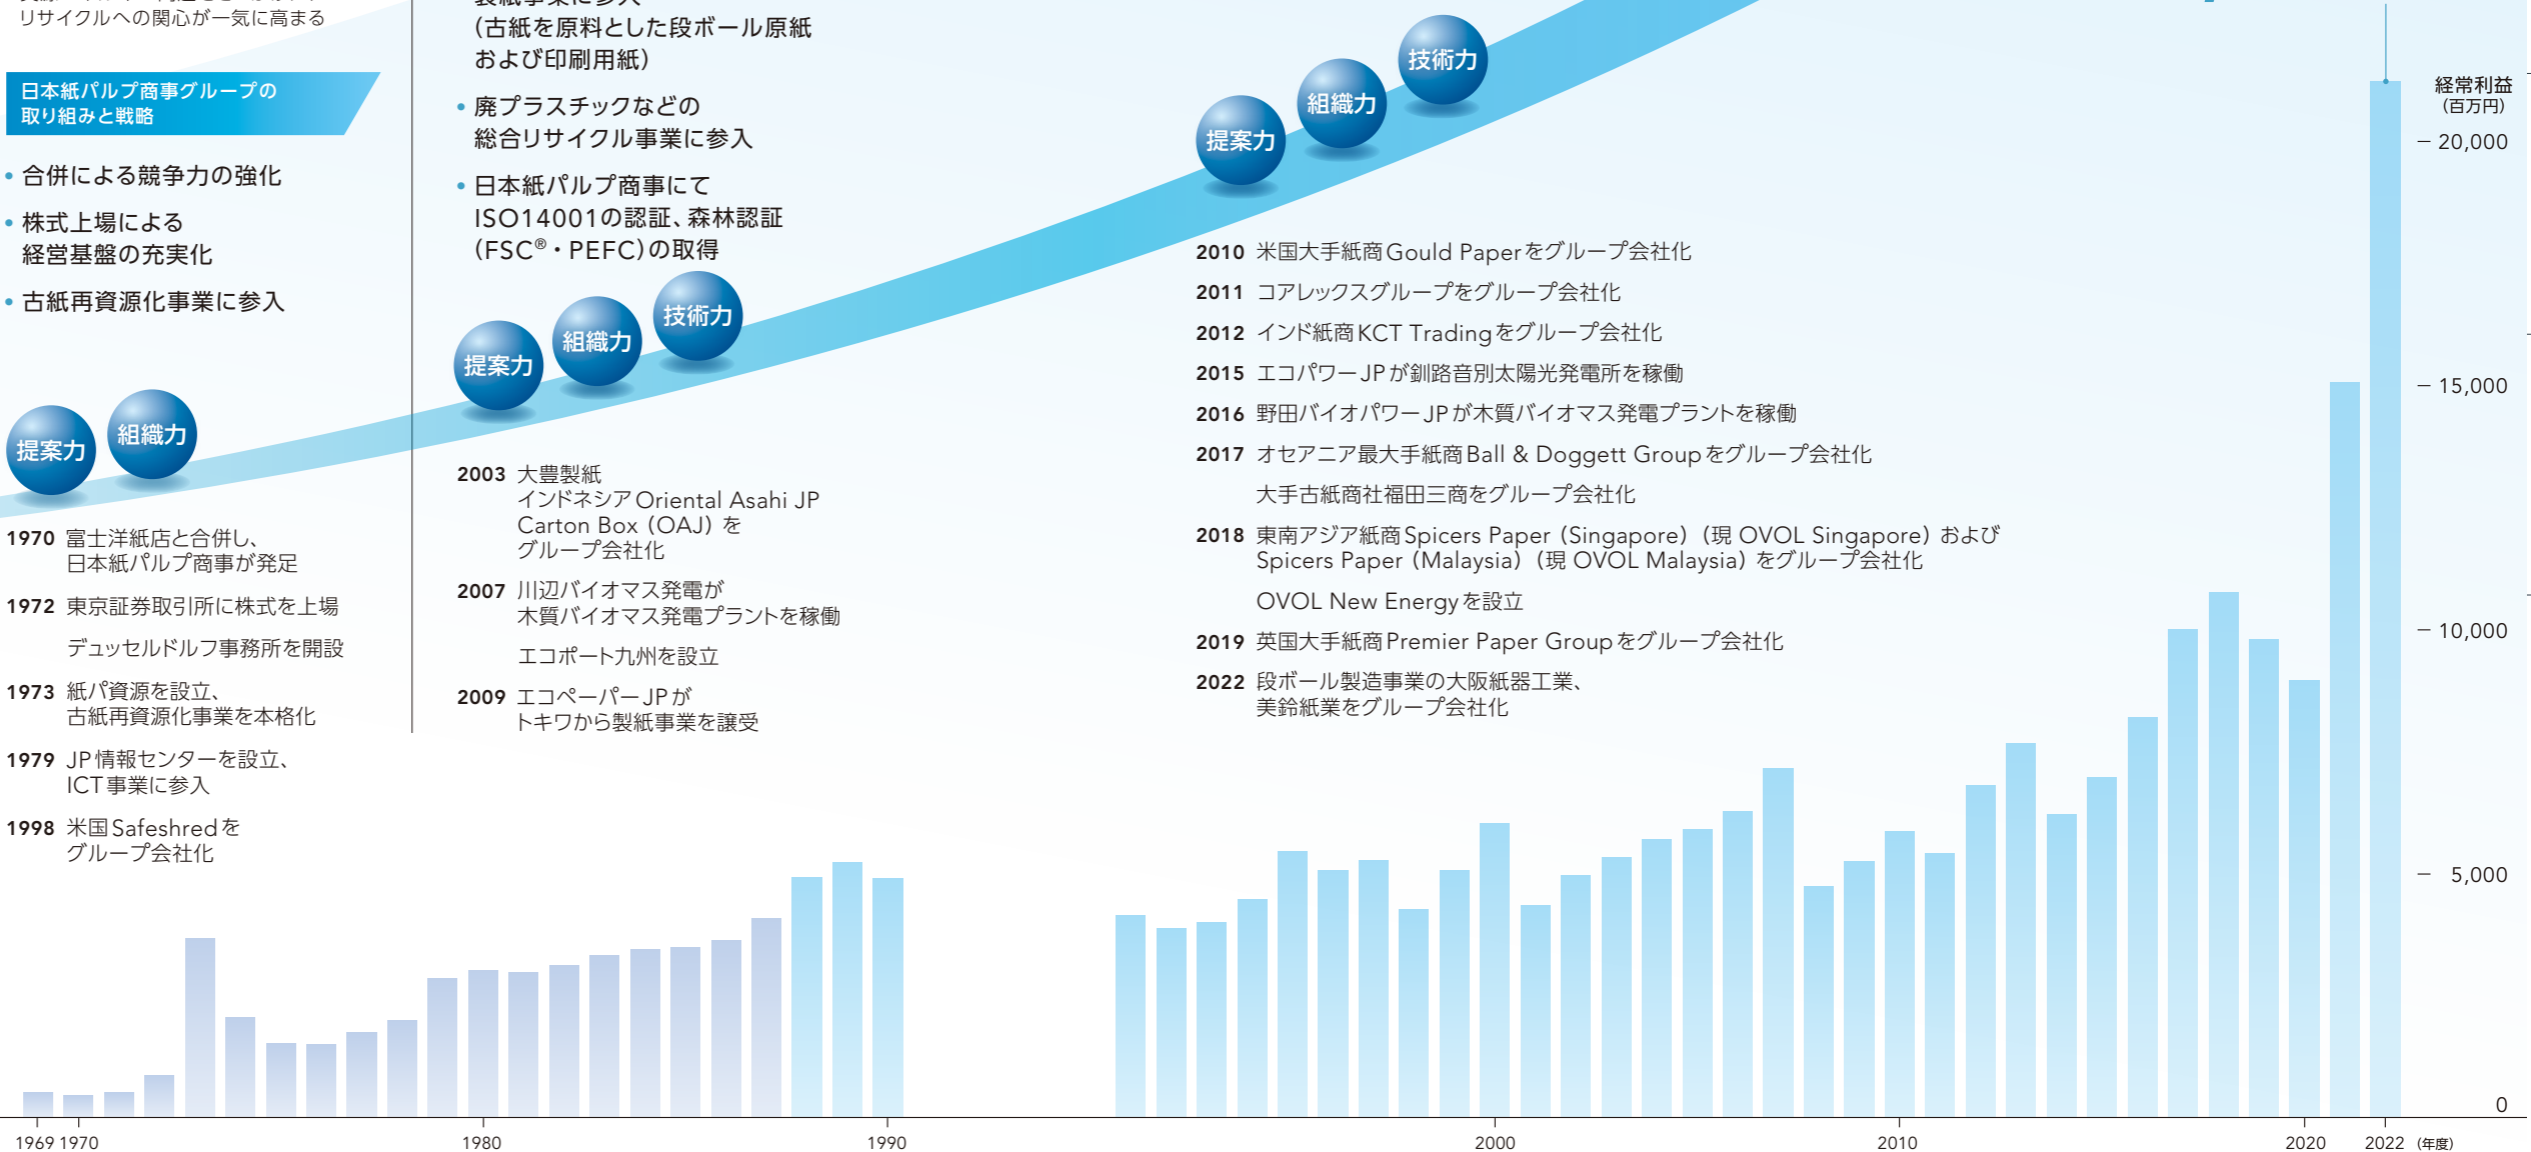 リサイクルへの関心が一気に高まる
日本紙パルプ商事グループの
取り組みと戦略
• 合併による競争力の強化
• 株式上場による
経営基盤の充実化
• 古紙再資源化事業に参入
提案力
組織力
1970 富士洋紙店と合併し、
日本紙パルプ商事が発足
1972 東京証券取引所に株式を上場
デュッセルドルフ事務所を開設
1973 紙パ資源を設立、
古紙再資源化事業を本格化
1979 JP情報センターを設立、
ICT事業に参入
1998 米国Safeshredを
グループ会社化
製紙事業に参入
(古紙を原料とした段ボール原紙
および印刷用紙)
• 廃プラスチックなどの
総合リサイクル事業に参入
• 日本紙パルプ商事にて
ISO14001の認証、森林認証
(FSC®・PEFC)の取得
提案力
組織力
技術力
2003 大豊製紙
インドネシアOriental Asahi JP
Carton Box (OAJ) を
グループ会社化
2007 川辺バイオマス発電が
木質バイオマス発電プラントを稼働
エコポート九州を設立
2009 エコペーパーJPが
トキワから製紙事業を譲受
提案力
組織力
技術力
2010 米国大手紙商Gould Paperをグループ会社化
2011 コアレックスグループをグループ会社化
2012 インド紙商KCT Tradingをグループ会社化
2015 エコパワーJPが釧路音別太陽光発電所を稼働
2016 野田バイオパワーJPが木質バイオマス発電プラントを稼働
2017 オセアニア最大手紙商Ball & Doggett Groupをグループ会社化
大手古紙商社福田三商をグループ会社化
2018 東南アジア紙商Spicers Paper (Singapore) (現 OVOL Singapore) および
Spicers Paper (Malaysia) (現 OVOL Malaysia) をグループ会社化
OVOL New Energyを設立
2019 英国大手紙商Premier Paper Groupをグループ会社化
2022 段ボール製造事業の大阪紙器工業、
美鈴紙業をグループ会社化
経常利益
(百万円)
20,000
15,000
10,000
5,000
0
1969 1970 1980 1990 2000 2010 2020 2022 (年度)